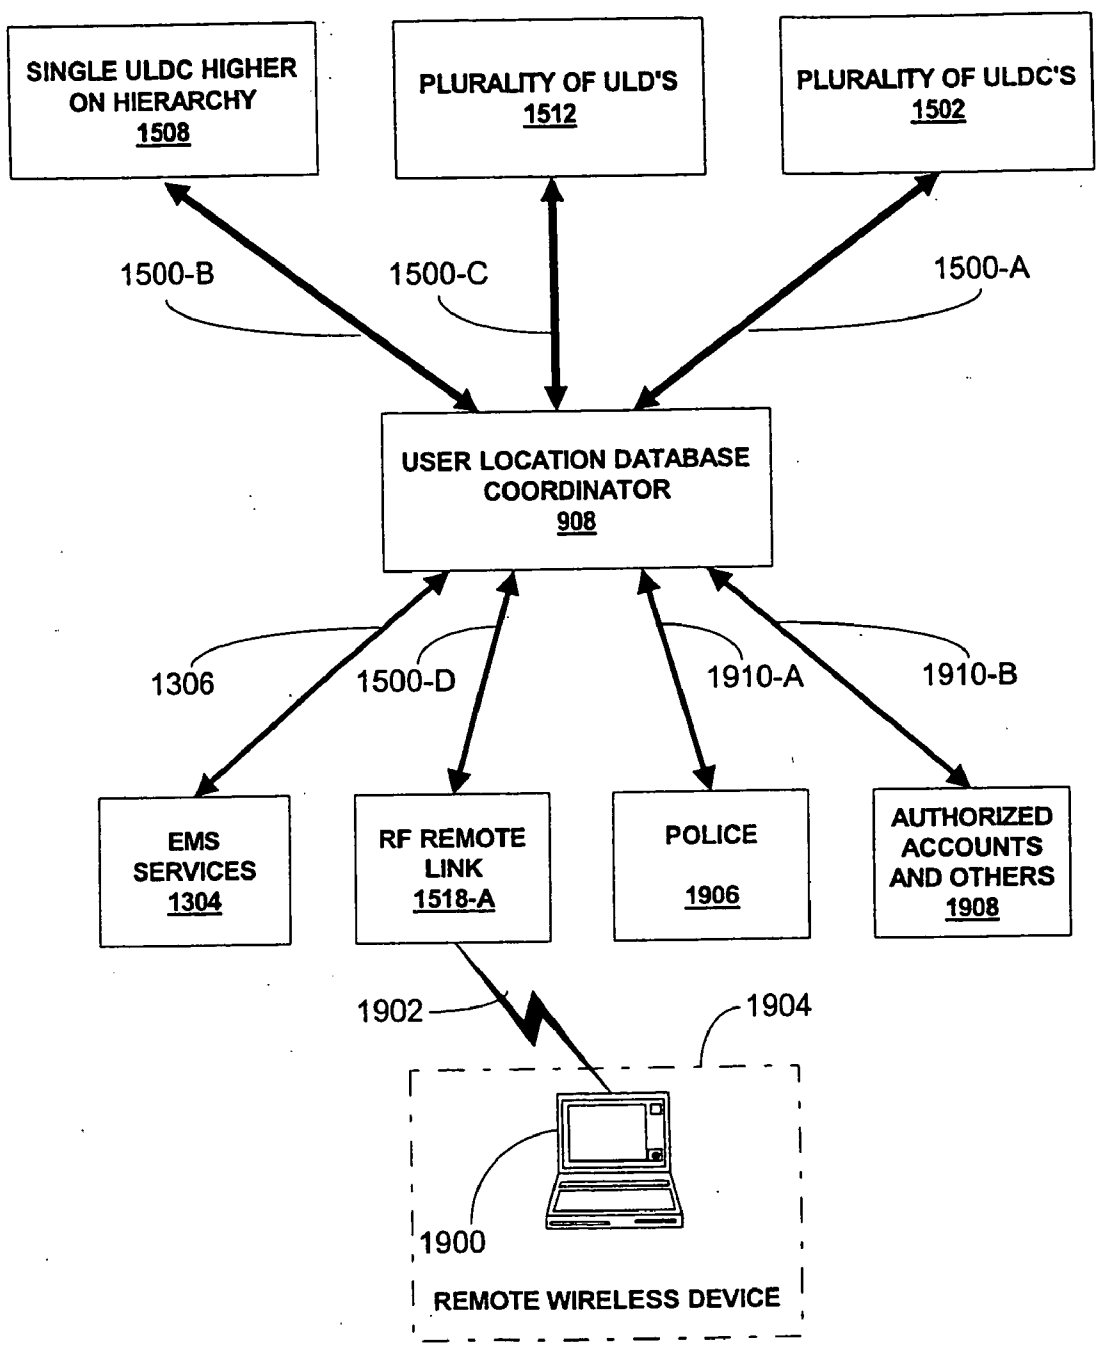 SINGLE ULDC HIGHER
ON HIERARCHY
1508
PLURALITY OF ULD'S
1512
PLURALITY OF ULDC'S
1502
1500-B
1500-C
1500-A
USER LOCATION DATABASE
COORDINATOR
908
1306
1500-D
1910-A
1910-B
EMS
SERVICES
1304
RF REMOTE
LINK
1518-A
POLICE
1906
AUTHORIZED
ACCOUNTS
AND OTHERS
1908
1902
1904
1900
REMOTE WIRELESS DEVICE